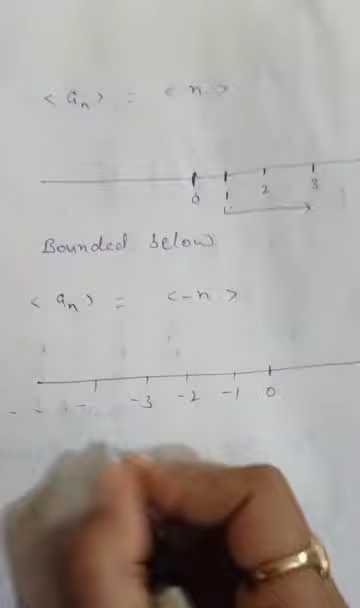 < aₙ > = < n >
0 1 2 3
Bounded below
< aₙ > = < -n >
- - - -3 -2 -1 0